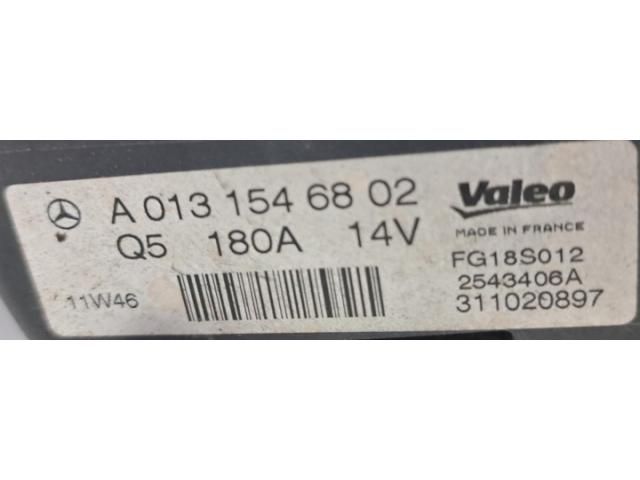 A 013 154 68 02
Q5 180A 14V
11W46
Valeo
MADE IN FRANCE
FG18S012
2543406A
311020897